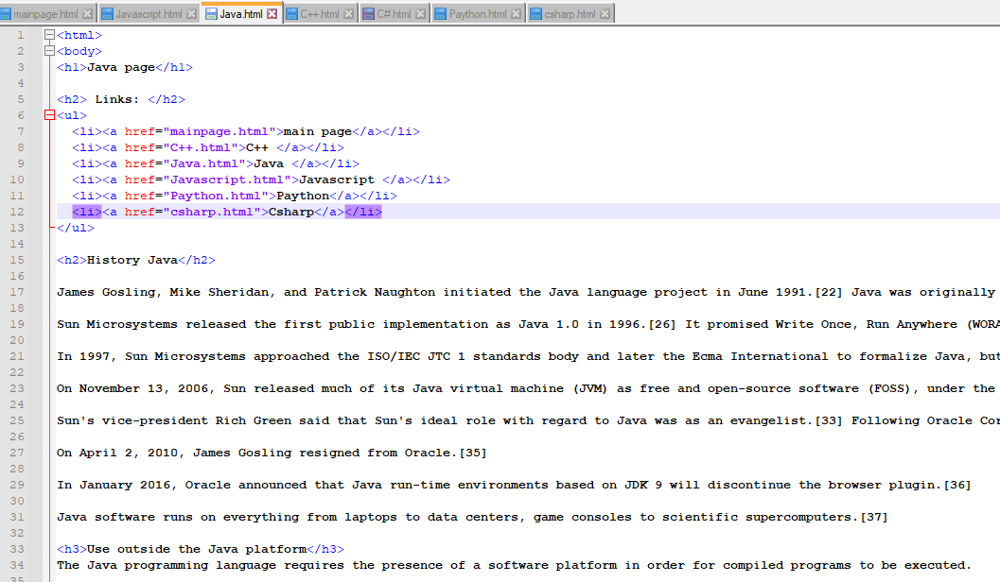 mainpage.html Javascript.html Java.html C++.html C#.html Paython.html csharp.html
1 <html>
2 <body>
3 <h1>Java page</h1>
4
5 <h2> Links: </h2>
6 <ul>
7 <li><a href="mainpage.html">main page</a></li>
8 <li><a href="C++.html">C++ </a></li>
9 <li><a href="Java.html">Java </a></li>
10 <li><a href="Javascript.html">Javascript </a></li>
11 <li><a href="Paython.html">Paython</a></li>
12 <li><a href="csharp.html">Csharp</a></li>
13 </ul>
14
15 <h2>History Java</h2>
16
17 James Gosling, Mike Sheridan, and Patrick Naughton initiated the Java language project in June 1991.[22] Java was originally
18
19 Sun Microsystems released the first public implementation as Java 1.0 in 1996.[26] It promised Write Once, Run Anywhere (WORA
20
21 In 1997, Sun Microsystems approached the ISO/IEC JTC 1 standards body and later the Ecma International to formalize Java, but
22
23 On November 13, 2006, Sun released much of its Java virtual machine (JVM) as free and open-source software (FOSS), under the
24
25 Sun's vice-president Rich Green said that Sun's ideal role with regard to Java was as an evangelist.[33] Following Oracle Cor
26
27 On April 2, 2010, James Gosling resigned from Oracle.[35]
28
29 In January 2016, Oracle announced that Java run-time environments based on JDK 9 will discontinue the browser plugin.[36]
30
31 Java software runs on everything from laptops to data centers, game consoles to scientific supercomputers.[37]
32
33 <h3>Use outside the Java platform</h3>
34 The Java programming language requires the presence of a software platform in order for compiled programs to be executed.
35